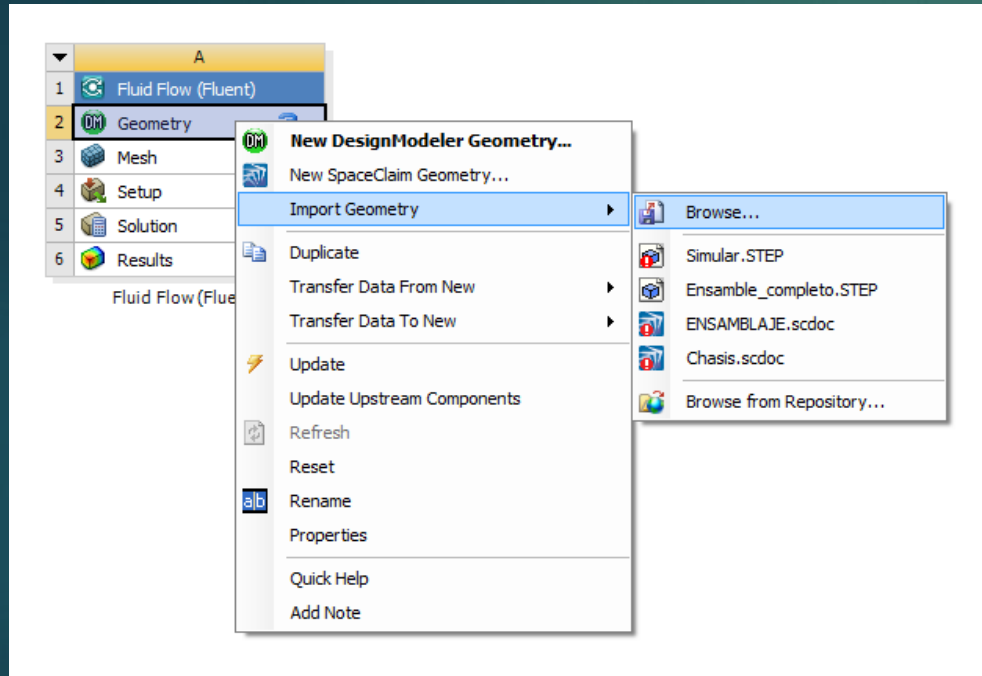 A
1 Fluid Flow (Fluent)
2 DM Geometry
3 Mesh
4 Setup
5 Solution
6 Results
Fluid Flow (Flue
DM New DesignModeler Geometry...
New SpaceClaim Geometry...
Import Geometry
Duplicate
Transfer Data From New
Transfer Data To New
Update
Update Upstream Components
Refresh
Reset
a|b Rename
Properties
Quick Help
Add Note
Browse...
Simular.STEP
Ensamble_completo.STEP
ENSAMBLAJE.scdoc
Chasis.scdoc
Browse from Repository...